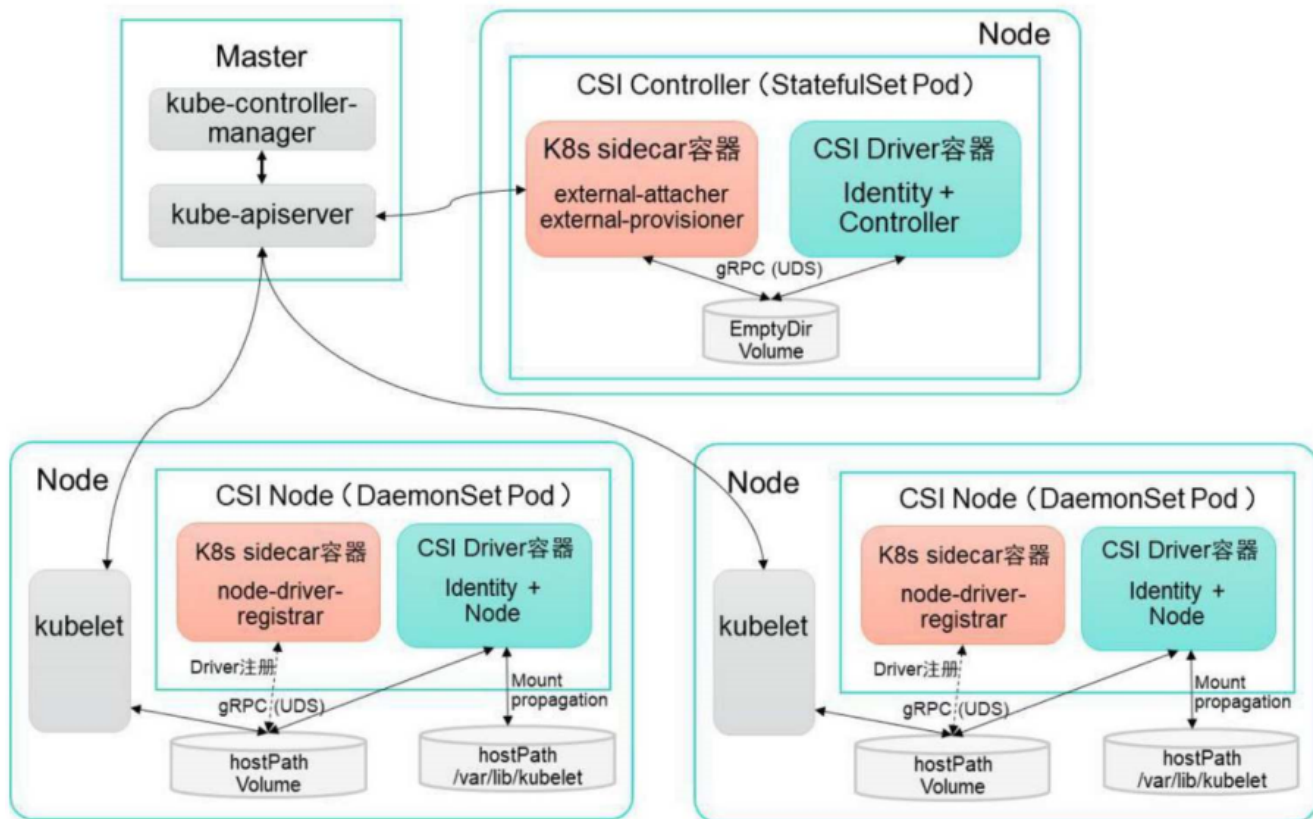 Master
kube-controller-
manager
kube-apiserver
Node
CSI Controller（StatefulSet Pod）
K8s sidecar容器
external-attacher
external-provisioner
CSI Driver容器
Identity +
Controller
gRPC (UDS)
EmptyDir
Volume
Node
CSI Node（DaemonSet Pod）
K8s sidecar容器
node-driver-
registrar
CSI Driver容器
Identity +
Node
kubelet
Driver注册
gRPC (UDS)
Mount
propagation
hostPath
Volume
hostPath
/var/lib/kubelet
Node
CSI Node（DaemonSet Pod）
K8s sidecar容器
node-driver-
registrar
CSI Driver容器
Identity +
Node
kubelet
Driver注册
gRPC (UDS)
Mount
propagation
hostPath
Volume
hostPath
/var/lib/kubelet